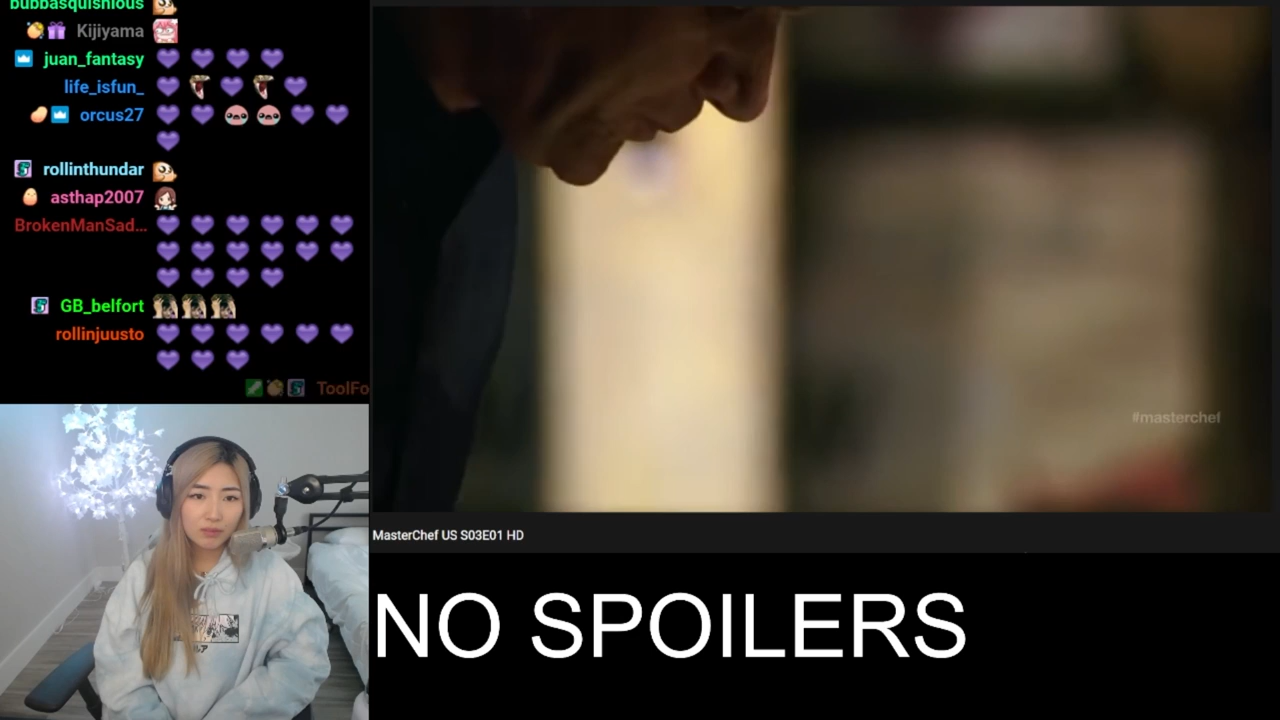 bubbasquishious
Kijiyama
juan_fantasy
life_isfun_
orcus27
rollinthundar
asthap2007
BrokenManSad...
GB_belfort
rollinjuusto
ToolFo
#masterchef
MasterChef US S03E01 HD
NO SPOILERS